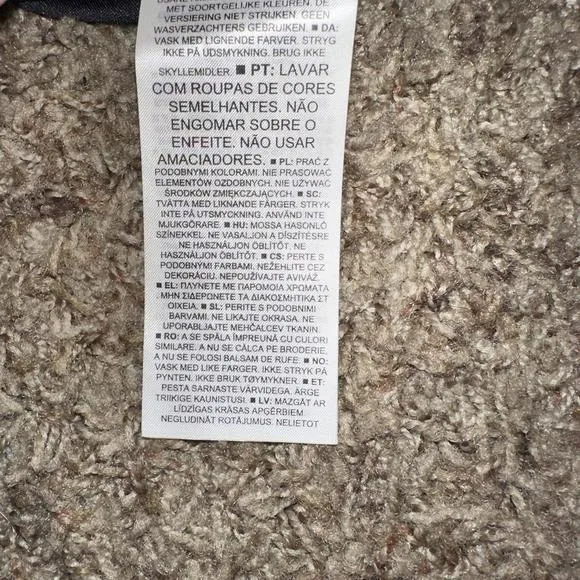 MET SOORTGELIJKE KLEUREN. DE
VERSIERING NIET STRIJKEN. GEEN
WASVERZACHTERS GEBRUIKEN. ■ DA:
VASK MED LIGNENDE FARVER. STRYG
IKKE PÅ UDSMYKNING. BRUG IKKE
SKYLLEMIDLER. ■ PT: LAVAR
COM ROUPAS DE CORES
SEMELHANTES. NÃO
ENGOMAR SOBRE O
ENFEITE. NÃO USAR
AMACIADORES. ■ PL: PRAĆ Z
PODOBNYMI KOLORAMI. NIE PRASOWAĆ
ELEMENTÓW OZDOBNYCH. NIE UŻYWAĆ
ŚRODKÓW ZMIĘKCZAJĄCYCH. ■ SC:
TVÄTTA MED LIKNANDE FÄRGER. STRYK
INTE PÅ UTSMYCKNING. ANVÄND INTE
MJUKGÖRARE. ■ HU: MOSSA HASONLÓ
SZÍNEKKEL. NE VASALJON A DÍSZÍTÉSRE
NE HASZNÁLJON ÖBLÍTŐT. NE
HASZNÁLJON ÖBLÍTŐT. ■ CS: PERTE S
PODOBNÝMI FARBAMI. NEŽEHLITE CEZ
DEKORÁCIU. NEPOUŽÍVAJTE AVIVÁŽ.
■ EL: ΠΛΥΝΕΤΕ ΜΕ ΠΑΡΟΜΟΙΑ ΧΡΩΜΑΤΑ
. ΜΗΝ ΣΙΔΕΡΩΝΕΤΕ ΤΑ ΔΙΑΚΟΣΜΗΤΙΚΑ ΣΤ
ΟΙΧΕΙΑ. ■ SL: PERITE S PODOBNIMI
BARVAMI. NE LIKAJTE OKRASA. NE
UPORABLJAJTE MEHČALCEV TKANIN.
■ RO: A SE SPĂLA ÎMPREUNĂ CU CULORI
SIMILARE. A NU SE CĂLCA PE BRODERIE.
A NU SE FOLOSI BALSAM DE RUFE. ■ NO:
VASK MED LIKE FARGER. IKKE STRYK PÅ
PYNTEN. IKKE BRUK TØYMYKNER. ■ ET:
PESTA SARNASTE VÄRVIDEGA. ÄRGE
TRIIKIGE KAUNISTUSI. ■ LV: MAZGĀT AR
LĪDZĪGAS KRĀSAS APĢĒRBIEM.
NEGLUDINĀT ROTĀJUMUS. NELIETOT